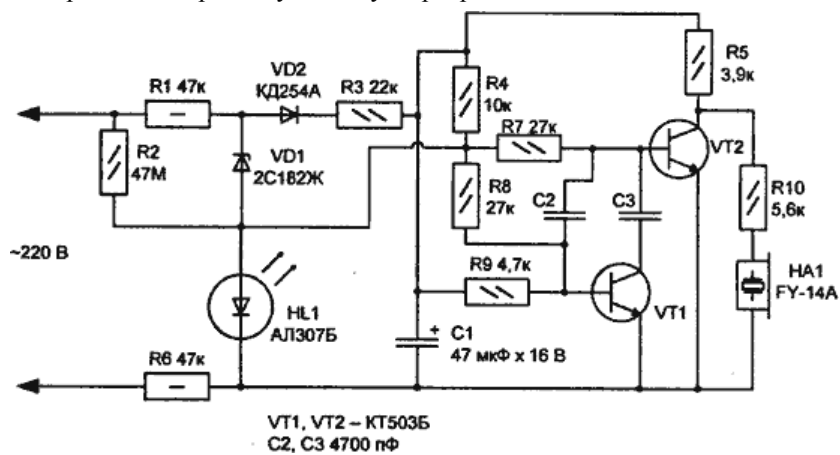 R1 47к
VD2
КД254А
R3 22к
R4
10к
R5
3,9к
R2
47М
VD1
2С182Ж
R7 27к
VT2
R8
27к
C2
C3
R10
5,6к
~220 В
HL1
АЛ307Б
R9 4,7к
VT1
HA1
FY-14A
C1
+
47 мкФ х 16 В
R6 47к
VT1, VT2 – КТ503Б
C2, C3 4700 пФ